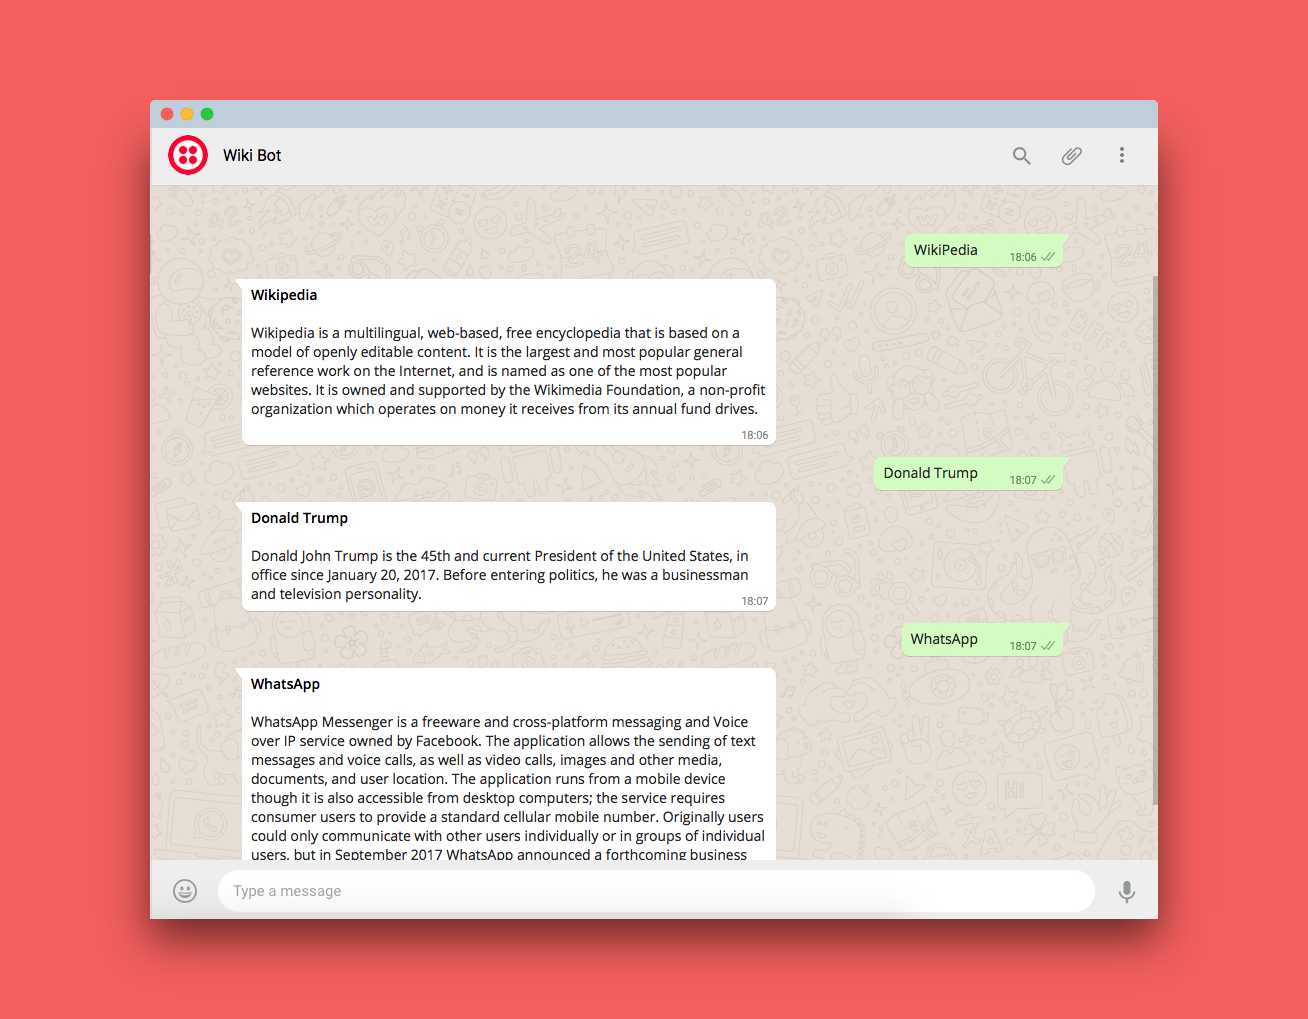 Wiki Bot
WikiPedia
18:06
Wikipedia
Wikipedia is a multilingual, web-based, free encyclopedia that is based on a
model of openly editable content. It is the largest and most popular general
reference work on the Internet, and is named as one of the most popular
websites. It is owned and supported by the Wikimedia Foundation, a non-profit
organization which operates on money it receives from its annual fund drives.
18:06
Donald Trump
18:07
Donald Trump
Donald John Trump is the 45th and current President of the United States, in
office since January 20, 2017. Before entering politics, he was a businessman
and television personality.
18:07
WhatsApp
18:07
WhatsApp
WhatsApp Messenger is a freeware and cross-platform messaging and Voice
over IP service owned by Facebook. The application allows the sending of text
messages and voice calls, as well as video calls, images and other media,
documents, and user location. The application runs from a mobile device
though it is also accessible from desktop computers; the service requires
consumer users to provide a standard cellular mobile number. Originally users
could only communicate with other users individually or in groups of individual
users, but in September 2017 WhatsApp announced a forthcoming business
Type a message